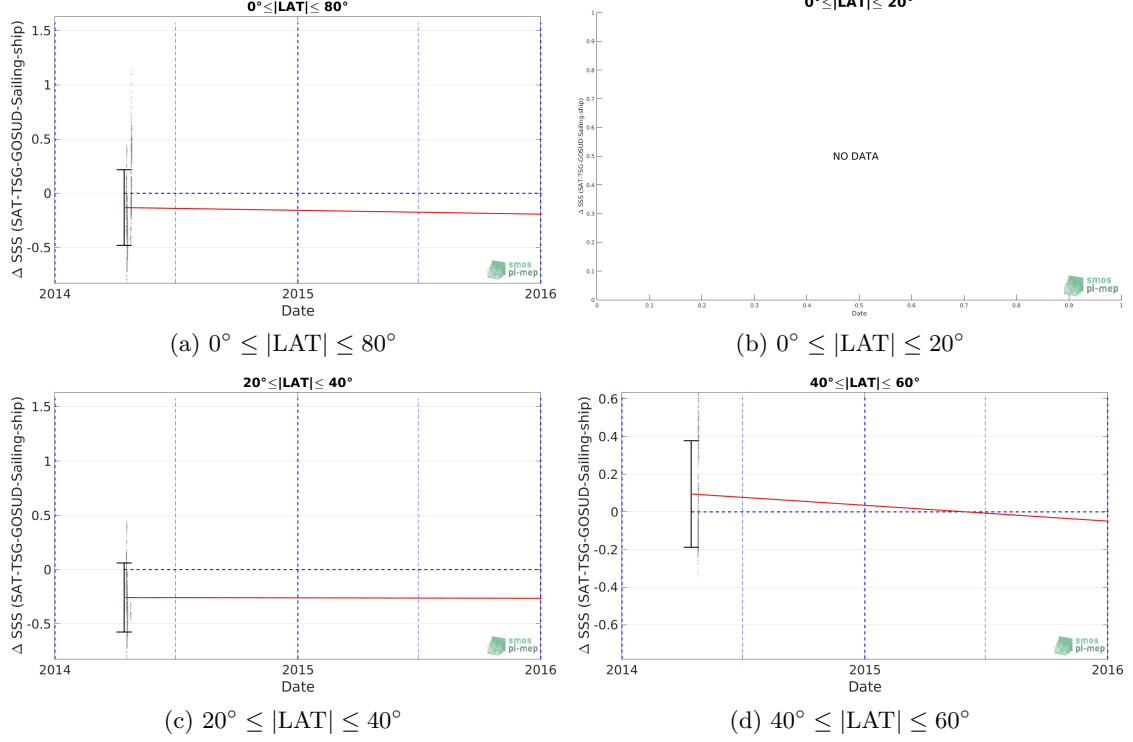 0°≤|LAT|≤ 80°
Δ SSS (SAT-TSG-GOSUD-Sailing-ship)
1.5
1
0.5
0
-0.5
2014
2015
2016
Date
smos
pi-mep
(a) 0° ≤ |LAT| ≤ 80°
0°≤|LAT|≤ 20°
Δ SSS (SAT-TSG-GOSUD-Sailing-ship)
1
0.9
0.8
0.7
0.6
0.5
0.4
0.3
0.2
0.1
0
NO DATA
0
0.1
0.2
0.3
0.4
0.5
0.6
0.7
0.8
0.9
1
Date
smos
pi-mep
(b) 0° ≤ |LAT| ≤ 20°
20°≤|LAT|≤ 40°
Δ SSS (SAT-TSG-GOSUD-Sailing-ship)
1.5
1
0.5
0
-0.5
2014
2015
2016
Date
smos
pi-mep
(c) 20° ≤ |LAT| ≤ 40°
40°≤|LAT|≤ 60°
Δ SSS (SAT-TSG-GOSUD-Sailing-ship)
0.6
0.4
0.2
0
-0.2
-0.4
-0.6
2014
2015
2016
Date
smos
pi-mep
(d) 40° ≤ |LAT| ≤ 60°